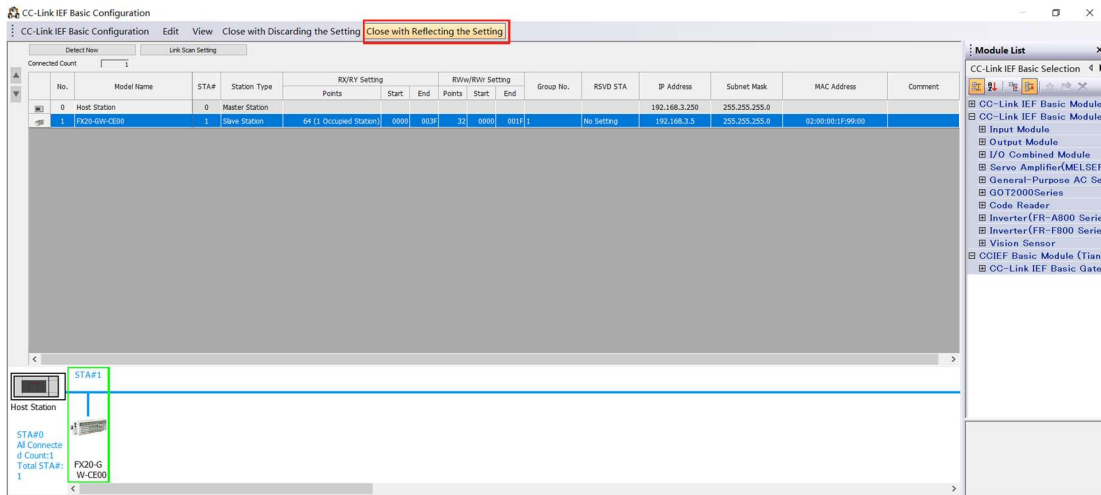 CC-Link IEF Basic Configuration
CC-Link IEF Basic Configuration Edit View Close with Discarding the Setting Close with Reflecting the Setting
Detect Now Link Scan Setting
Connected Count 1
No. Model Name STA# Station Type RX/RY Setting RWw/RWr Setting Group No. RSVD STA IP Address Subnet Mask MAC Address Comment
Points Start End Points Start End
0 Host Station 0 Master Station 192.168.3.250 255.255.255.0
1 FX20-GW-CE00 1 Slave Station 64 (1 Occupied Station) 0000 003F 32 0000 001F 1 No Setting 192.168.3.5 255.255.255.0 02:00:00:1F:99:00
STA#1
Host Station
STA#0
All Connecte
d Count:1
Total STA#:
1
FX20-G
W-CE00
Module List
CC-Link IEF Basic Selection
CC-Link IEF Basic Module
CC-Link IEF Basic Module
Input Module
Output Module
I/O Combined Module
Servo Amplifier(MELSER
General-Purpose AC Se
GOT2000Series
Code Reader
Inverter(FR-A800 Serie
Inverter(FR-F800 Serie
Vision Sensor
CCIEF Basic Module (Tian
CC-Link IEF Basic Gate